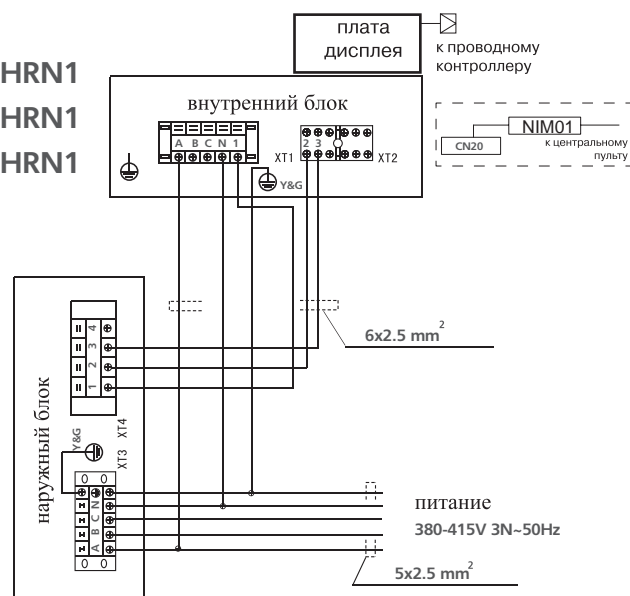 плата
дисплея
к проводному
контроллеру
HRN1
HRN1
HRN1
внутренний блок
A B C N 1
2 3
XT1
XT2
Y&G
NIM01
CN20
к центральному
пульту
6x2.5 mm²
наружный блок
4
3
2
1
XT4
Y&G
XT3
N
C
B
A
питание
380-415V 3N~50Hz
5x2.5 mm²